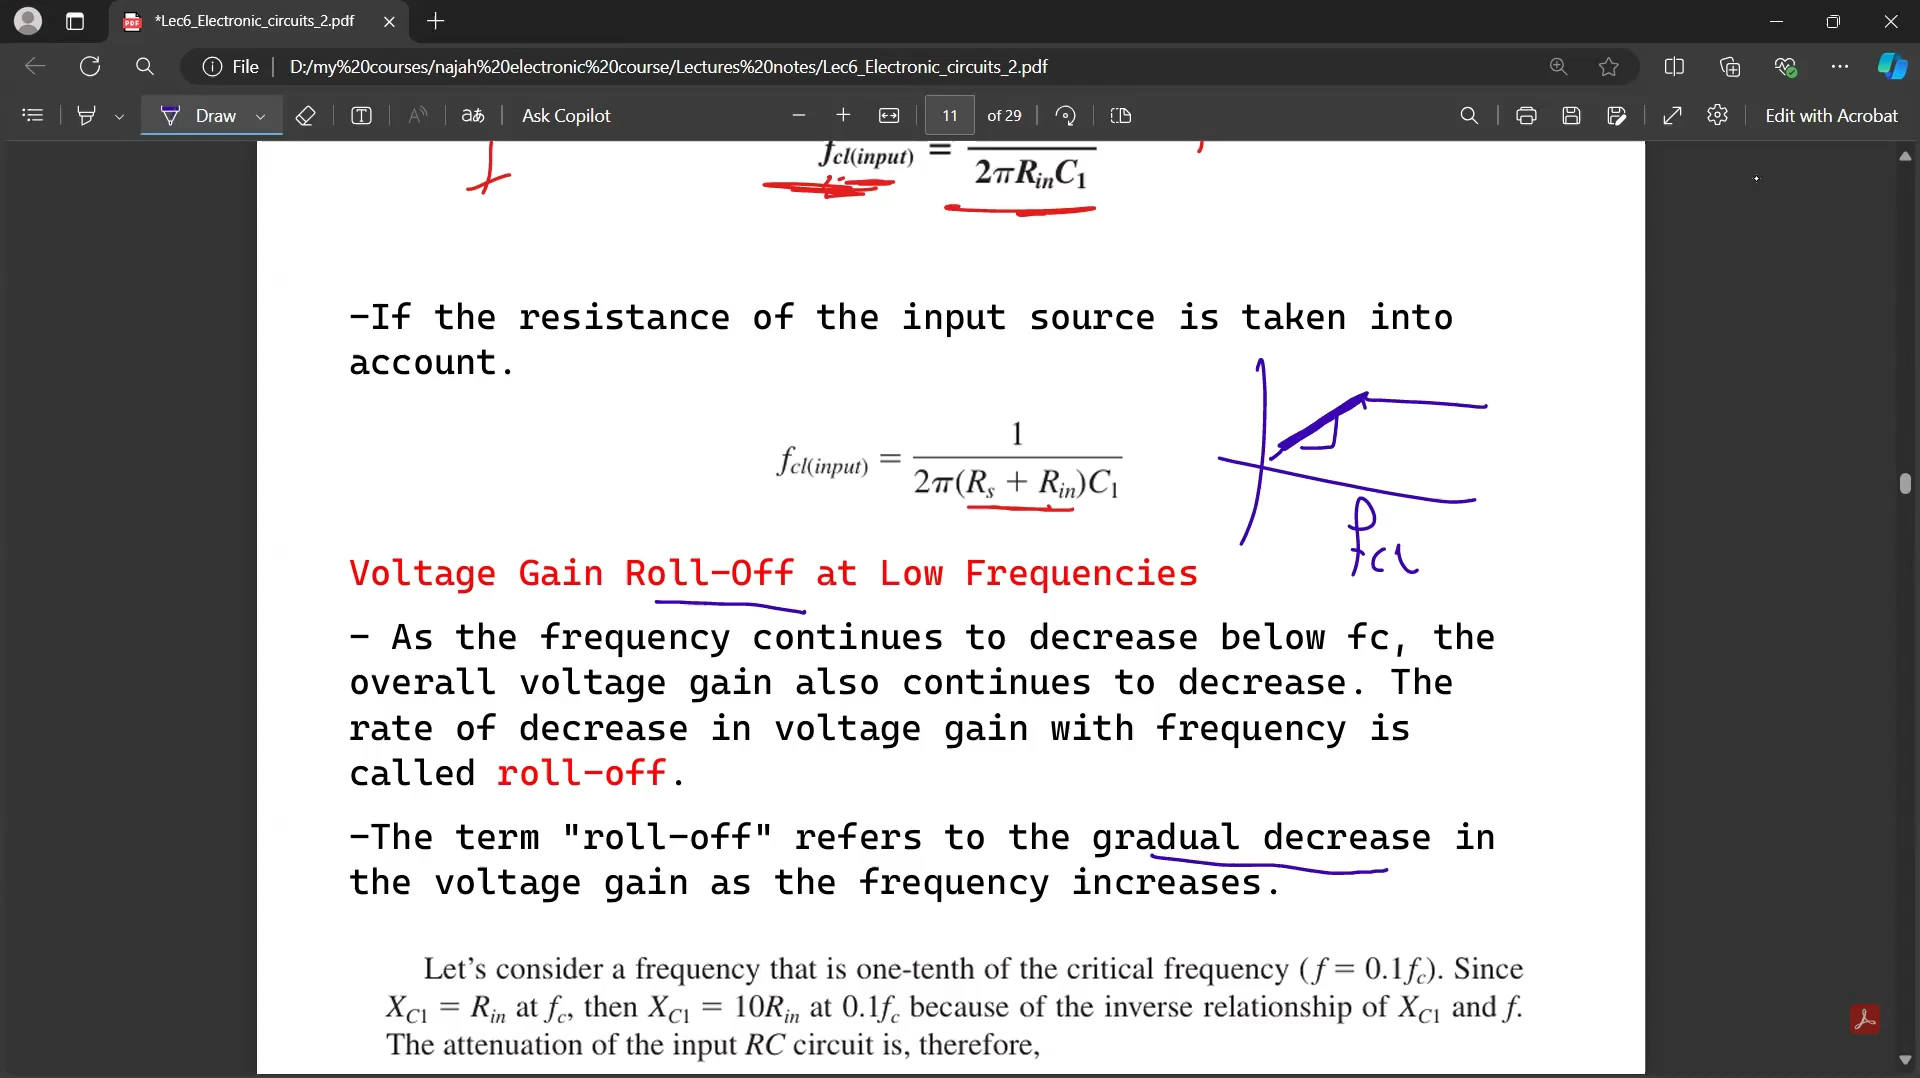 *Lec6_Electronic_circuits_2.pdf
File D:/my%20courses/najah%20electronic%20course/Lectures%20notes/Lec6_Electronic_circuits_2.pdf
Draw Ask Copilot 11 of 29 Edit with Acrobat
fcl(input) = 2πRinC1
-If the resistance of the input source is taken into
account.
fcl(input) = 1 / 2π(Rs + Rin)C1
fcl
Voltage Gain Roll-Off at Low Frequencies
- As the frequency continues to decrease below fc, the
overall voltage gain also continues to decrease. The
rate of decrease in voltage gain with frequency is
called roll-off.
-The term "roll-off" refers to the gradual decrease in
the voltage gain as the frequency increases.
Let's consider a frequency that is one-tenth of the critical frequency (f = 0.1fc). Since
XC1 = Rin at fc, then XC1 = 10Rin at 0.1fc because of the inverse relationship of XC1 and f.
The attenuation of the input RC circuit is, therefore,